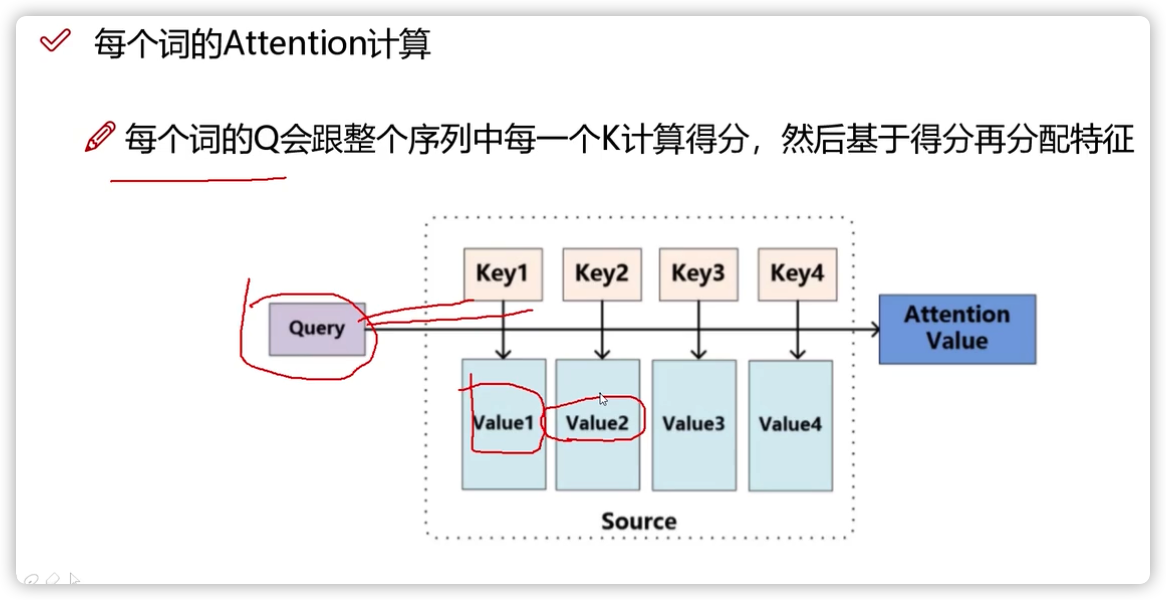 每个词的Attention计算
每个词的Q会跟整个序列中每一个K计算得分，然后基于得分再分配特征
Key1 Key2 Key3 Key4
Query
Attention
Value
Value1 Value2 Value3 Value4
Source